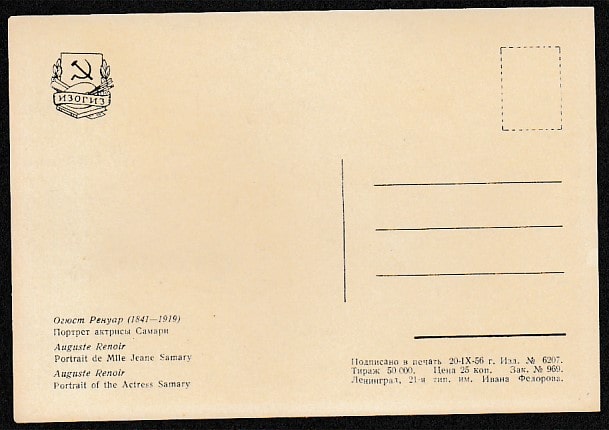 ИЗОГИЗ
Огюст Ренуар (1841—1919)
Портрет актрисы Самари
Auguste Renoir
Portrait de Mlle Jeane Samary
Auguste Renoir
Portrait of the Actress Samary
Подписано в печать 20-IX-56 г. Изд. № 6207.
Тираж 50 000. Цена 25 коп. Зак. № 969.
Ленинград, 21-я тип. им. Ивана Федорова.